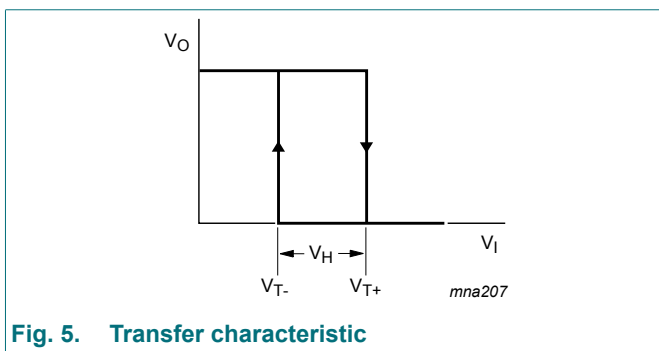 VO
VH
VI
VT-
VT+
mna207
Fig. 5. Transfer characteristic